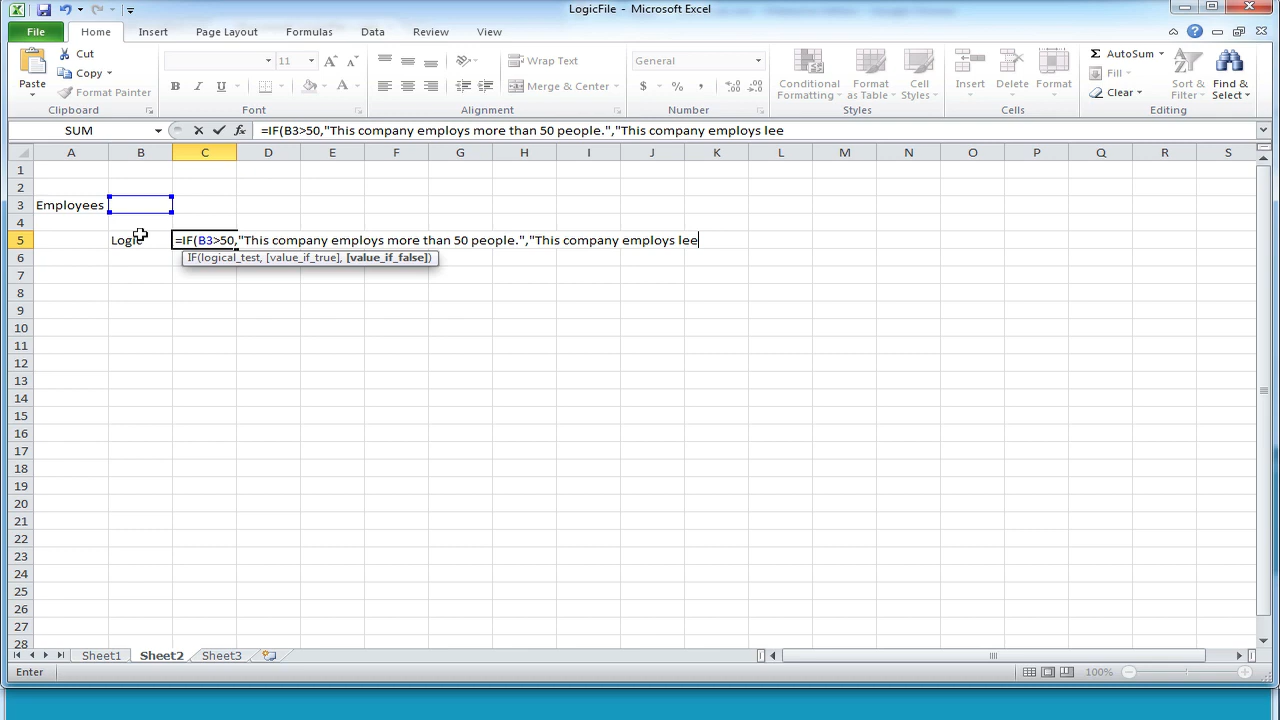 LogicFile - Microsoft Excel
File Home Insert Page Layout Formulas Data Review View
Cut 11 Wrap Text General AutoSum
Copy Fill
Paste Format Painter B I U A Merge & Center $ % , Conditional Formatting Format as Table Cell Styles Insert Delete Format Clear Sort & Filter Find & Select
Clipboard Font Alignment Number Styles Cells Editing
SUM fx =IF(B3>50,"This company employs more than 50 people.","This company employs lee
A B C D E F G H I J K L M N O P Q R S
1
2
3 Employees
4
5 Logic =IF(B3>50,"This company employs more than 50 people.","This company employs lee
6 IF(logical_test, [value_if_true], [value_if_false])
7
8
9
10
11
12
13
14
15
16
17
18
19
20
21
22
23
24
25
26
27
28
Sheet1 Sheet2 Sheet3
Enter 100%